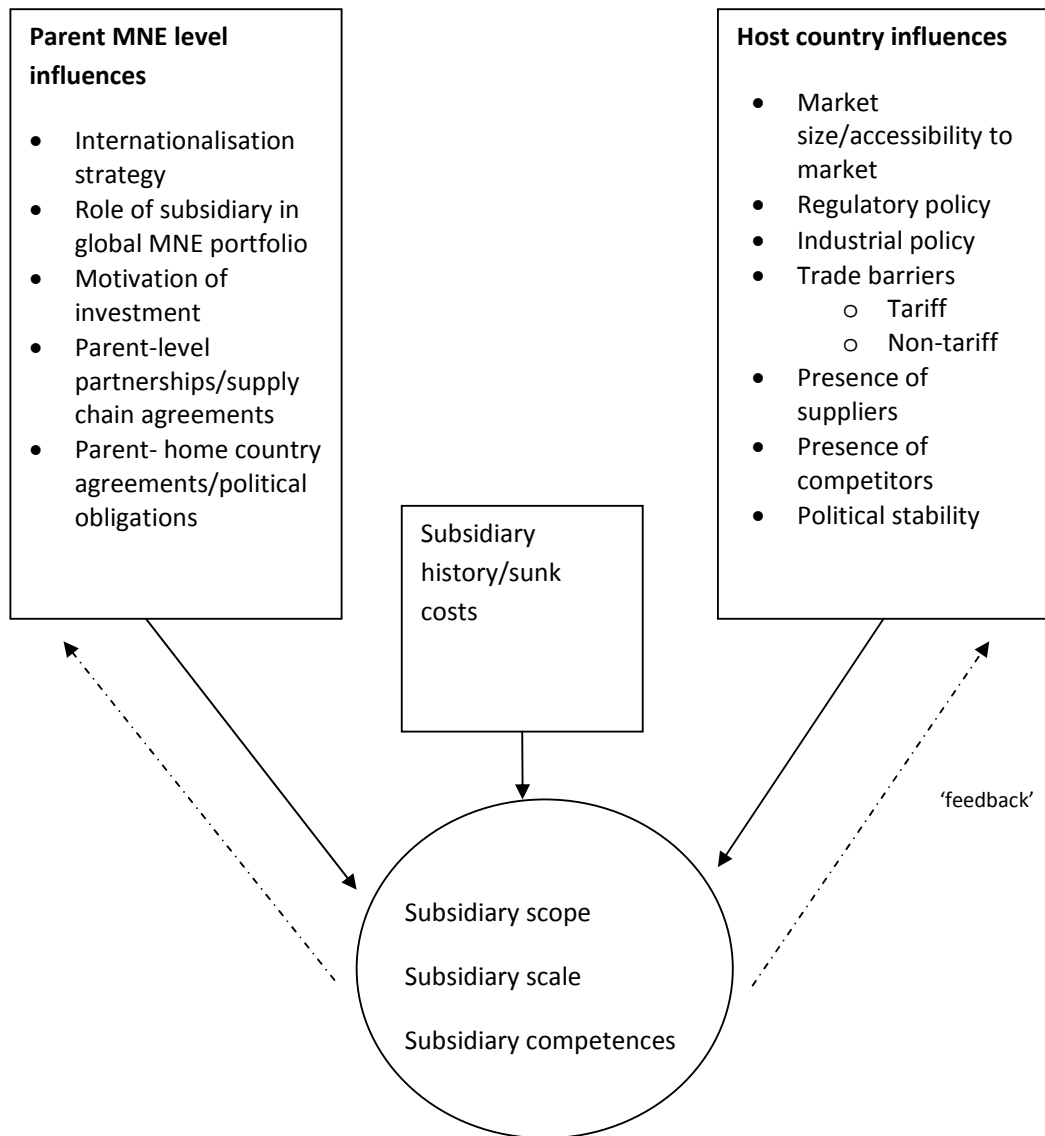 Parent MNE level
influences
• Internationalisation
strategy
• Role of subsidiary in
global MNE portfolio
• Motivation of
investment
• Parent-level
partnerships/supply
chain agreements
• Parent- home country
agreements/political
obligations
Host country influences
• Market
size/accessibility to
market
• Regulatory policy
• Industrial policy
• Trade barriers
o Tariff
o Non-tariff
• Presence of
suppliers
• Presence of
competitors
• Political stability
Subsidiary
history/sunk
costs
‘feedback’
Subsidiary scope
Subsidiary scale
Subsidiary competences